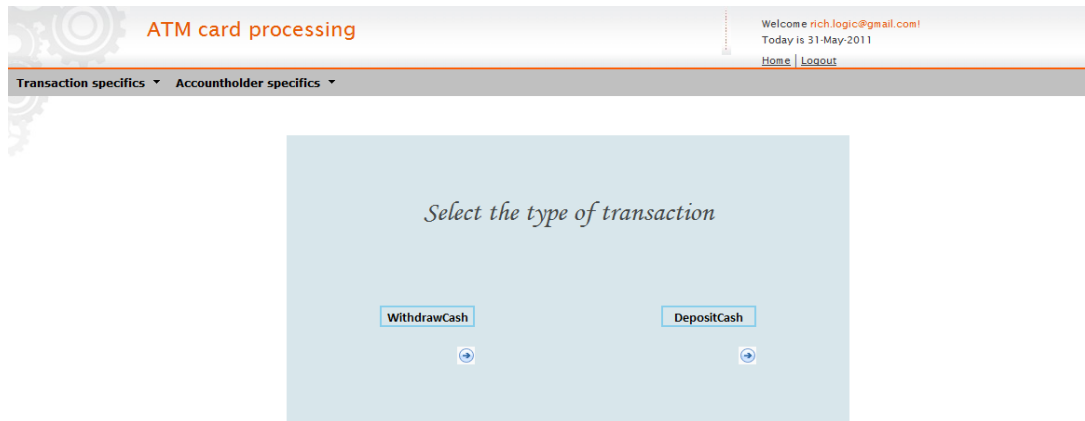 ATM card processing
Welcome rich.logic@gmail.com!
Today is 31-May-2011
Home | Logout
Transaction specifics Accountholder specifics
Select the type of transaction
WithdrawCash DepositCash